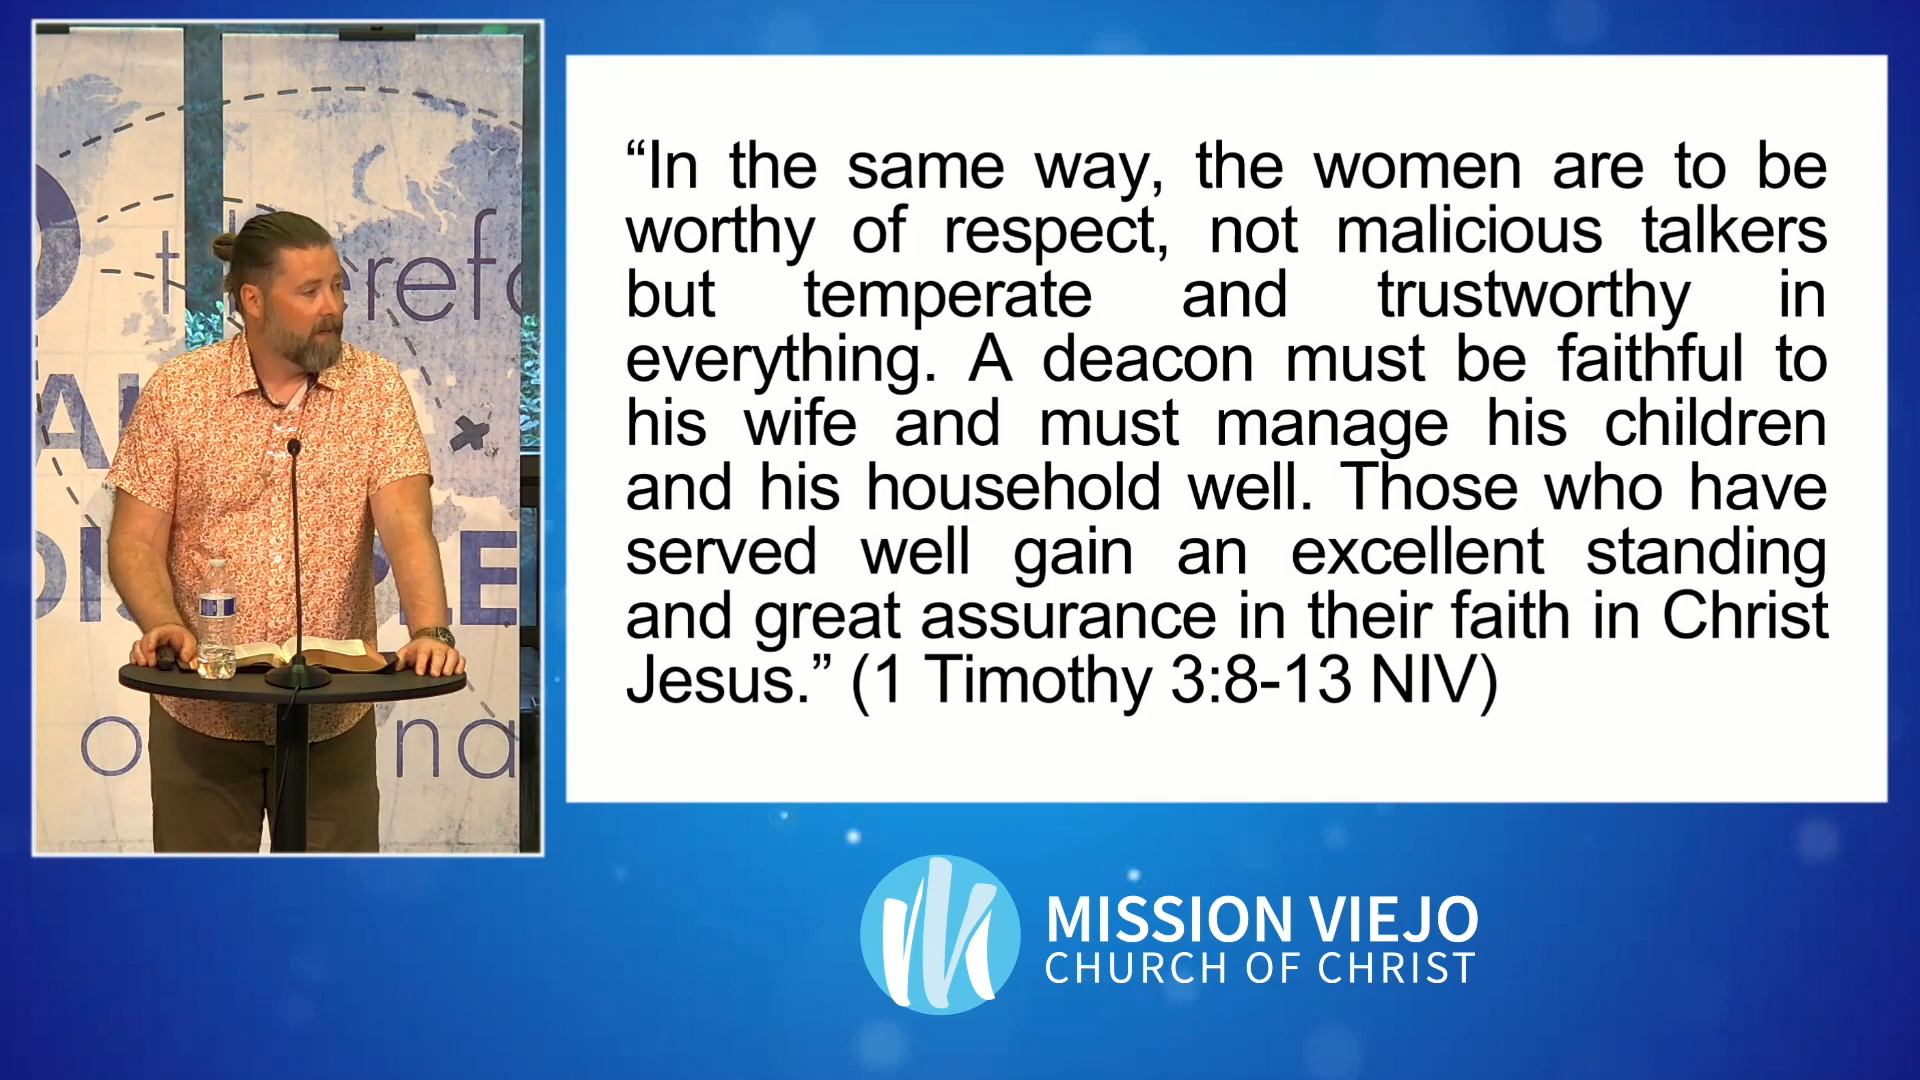 therefo
“In the same way, the women are to be
worthy of respect, not malicious talkers
but temperate and trustworthy in
everything. A deacon must be faithful to
his wife and must manage his children
and his household well. Those who have
served well gain an excellent standing
and great assurance in their faith in Christ
Jesus.” (1 Timothy 3:8-13 NIV)
MISSION VIEJO
CHURCH OF CHRIST